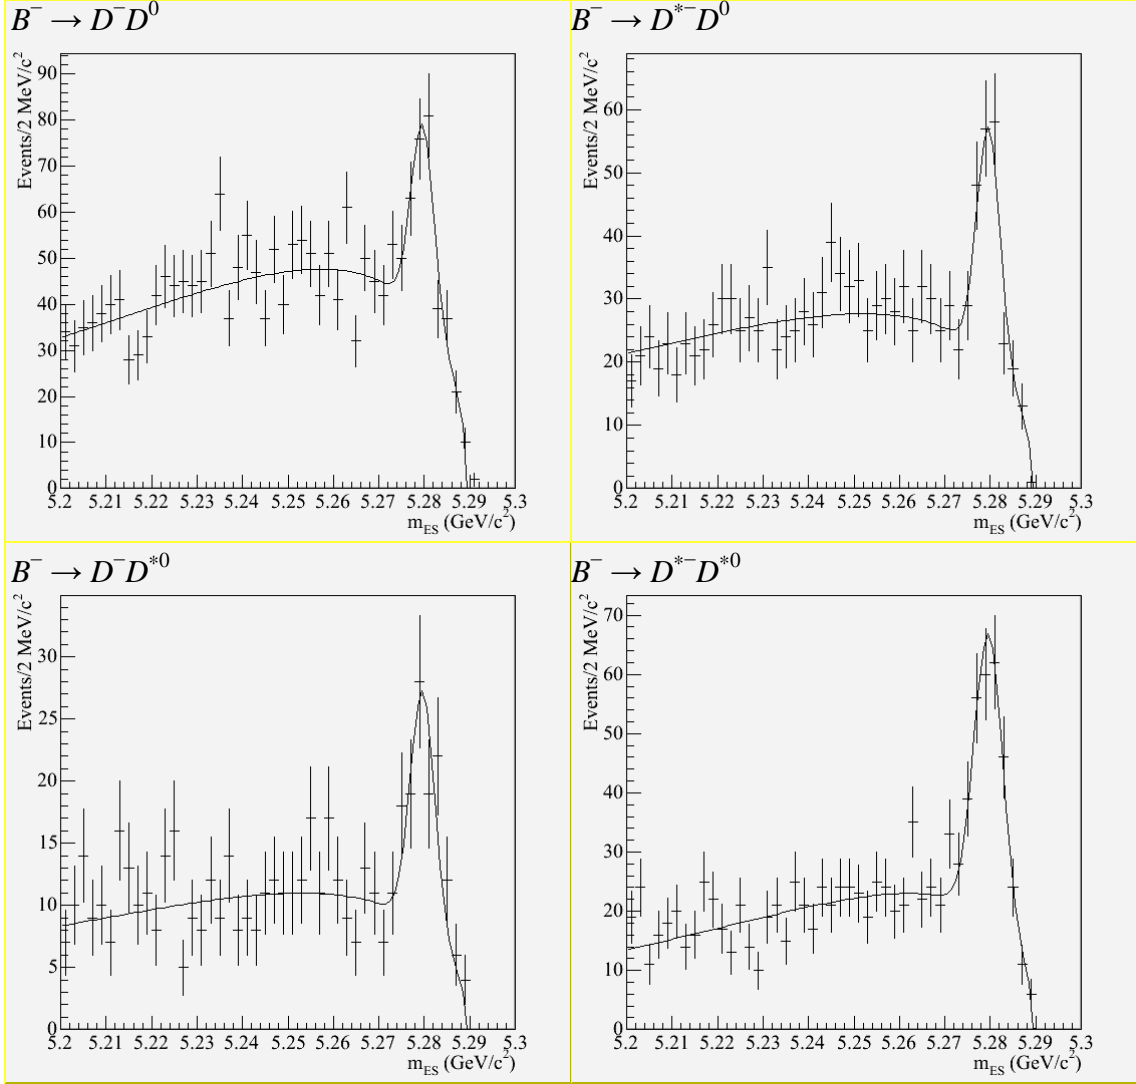 B⁻ → D⁻D⁰
Events/2 MeV/c²
90
80
70
60
50
40
30
20
10
0
5.2 5.21 5.22 5.23 5.24 5.25 5.26 5.27 5.28 5.29 5.3
m_ES (GeV/c²)
B⁻ → D*⁻D⁰
Events/2 MeV/c²
60
50
40
30
20
10
0
5.2 5.21 5.22 5.23 5.24 5.25 5.26 5.27 5.28 5.29 5.3
m_ES (GeV/c²)
B⁻ → D⁻D*⁰
Events/2 MeV/c²
30
25
20
15
10
5
0
5.2 5.21 5.22 5.23 5.24 5.25 5.26 5.27 5.28 5.29 5.3
m_ES (GeV/c²)
B⁻ → D*⁻D*⁰
Events/2 MeV/c²
70
60
50
40
30
20
10
0
5.2 5.21 5.22 5.23 5.24 5.25 5.26 5.27 5.28 5.29 5.3
m_ES (GeV/c²)